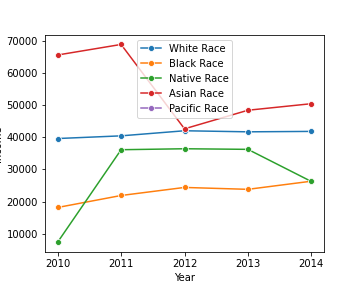 70000
60000
50000
40000
30000
20000
10000
White Race
Black Race
Native Race
Asian Race
Pacific Race
2010 2011 2012 2013 2014
Year